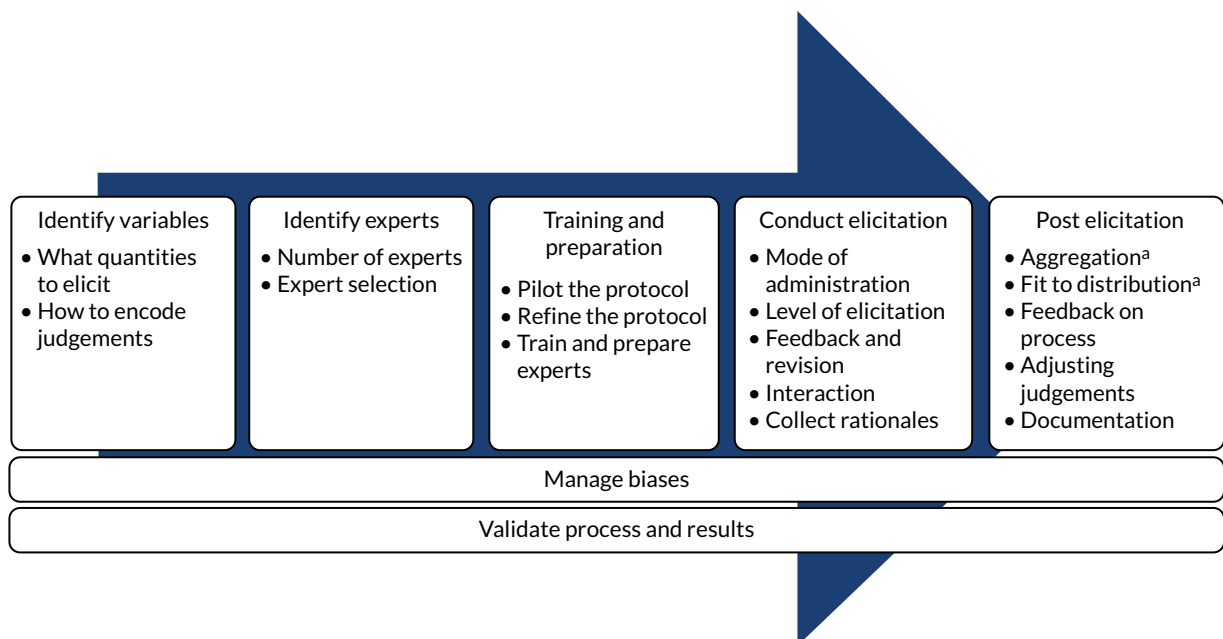 Identify variables
• What quantities
to elicit
• How to encode
judgements
Identify experts
• Number of experts
• Expert selection
Training and
preparation
• Pilot the protocol
• Refine the protocol
• Train and prepare
experts
Conduct elicitation
• Mode of
administration
• Level of elicitation
• Feedback and
revision
• Interaction
• Collect rationales
Post elicitation
• Aggregationᵃ
• Fit to distributionᵃ
• Feedback on
process
• Adjusting
judgements
• Documentation
Manage biases
Validate process and results